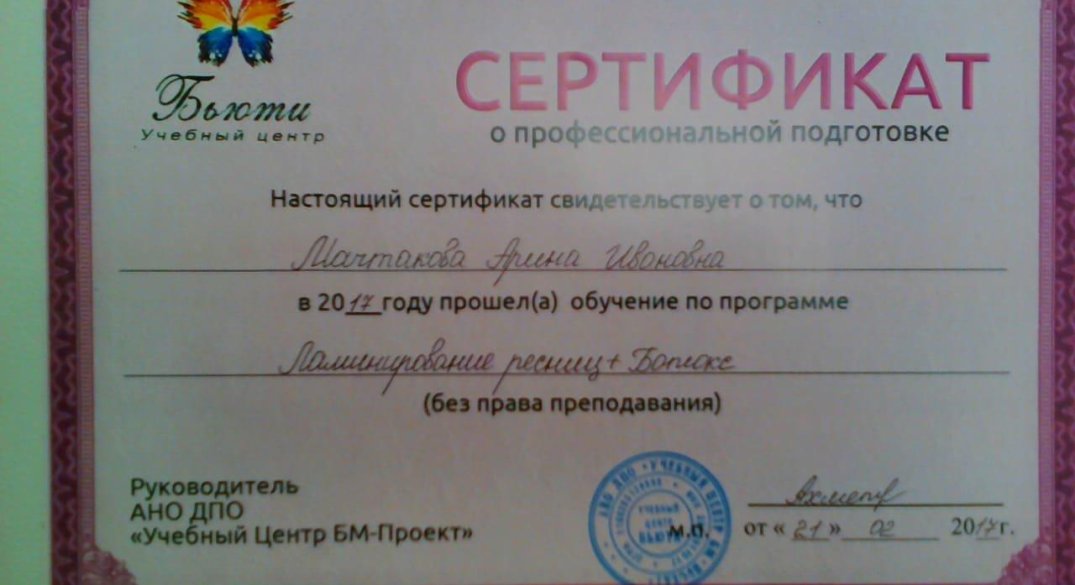 Бьюти
Учебный центр
СЕРТИФИКАТ
о профессиональной подготовке
Настоящий сертификат свидетельствует о том, что
Мачтакова Арина Ивановна
в 2017 году прошел(а) обучение по программе
Ламинирование ресниц + Ботокс
(без права преподавания)
Руководитель
АНО ДПО
«Учебный Центр БМ-Проект»
М.П.
от « 21 » 02 2017г.